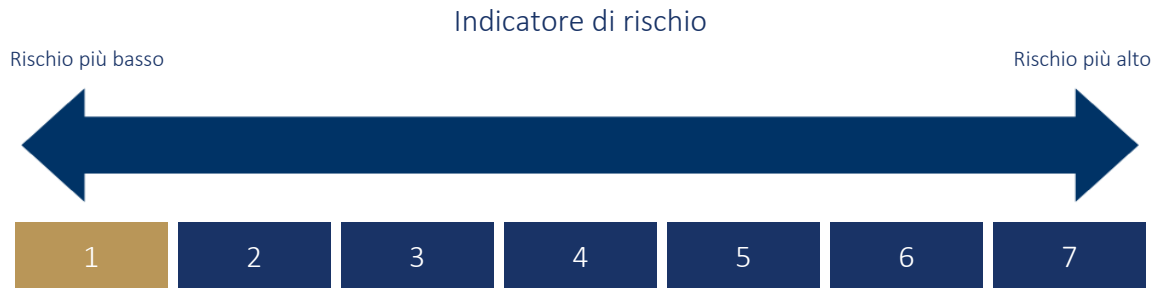 Indicatore di rischio
Rischio più basso Rischio più alto
1 2 3 4 5 6 7